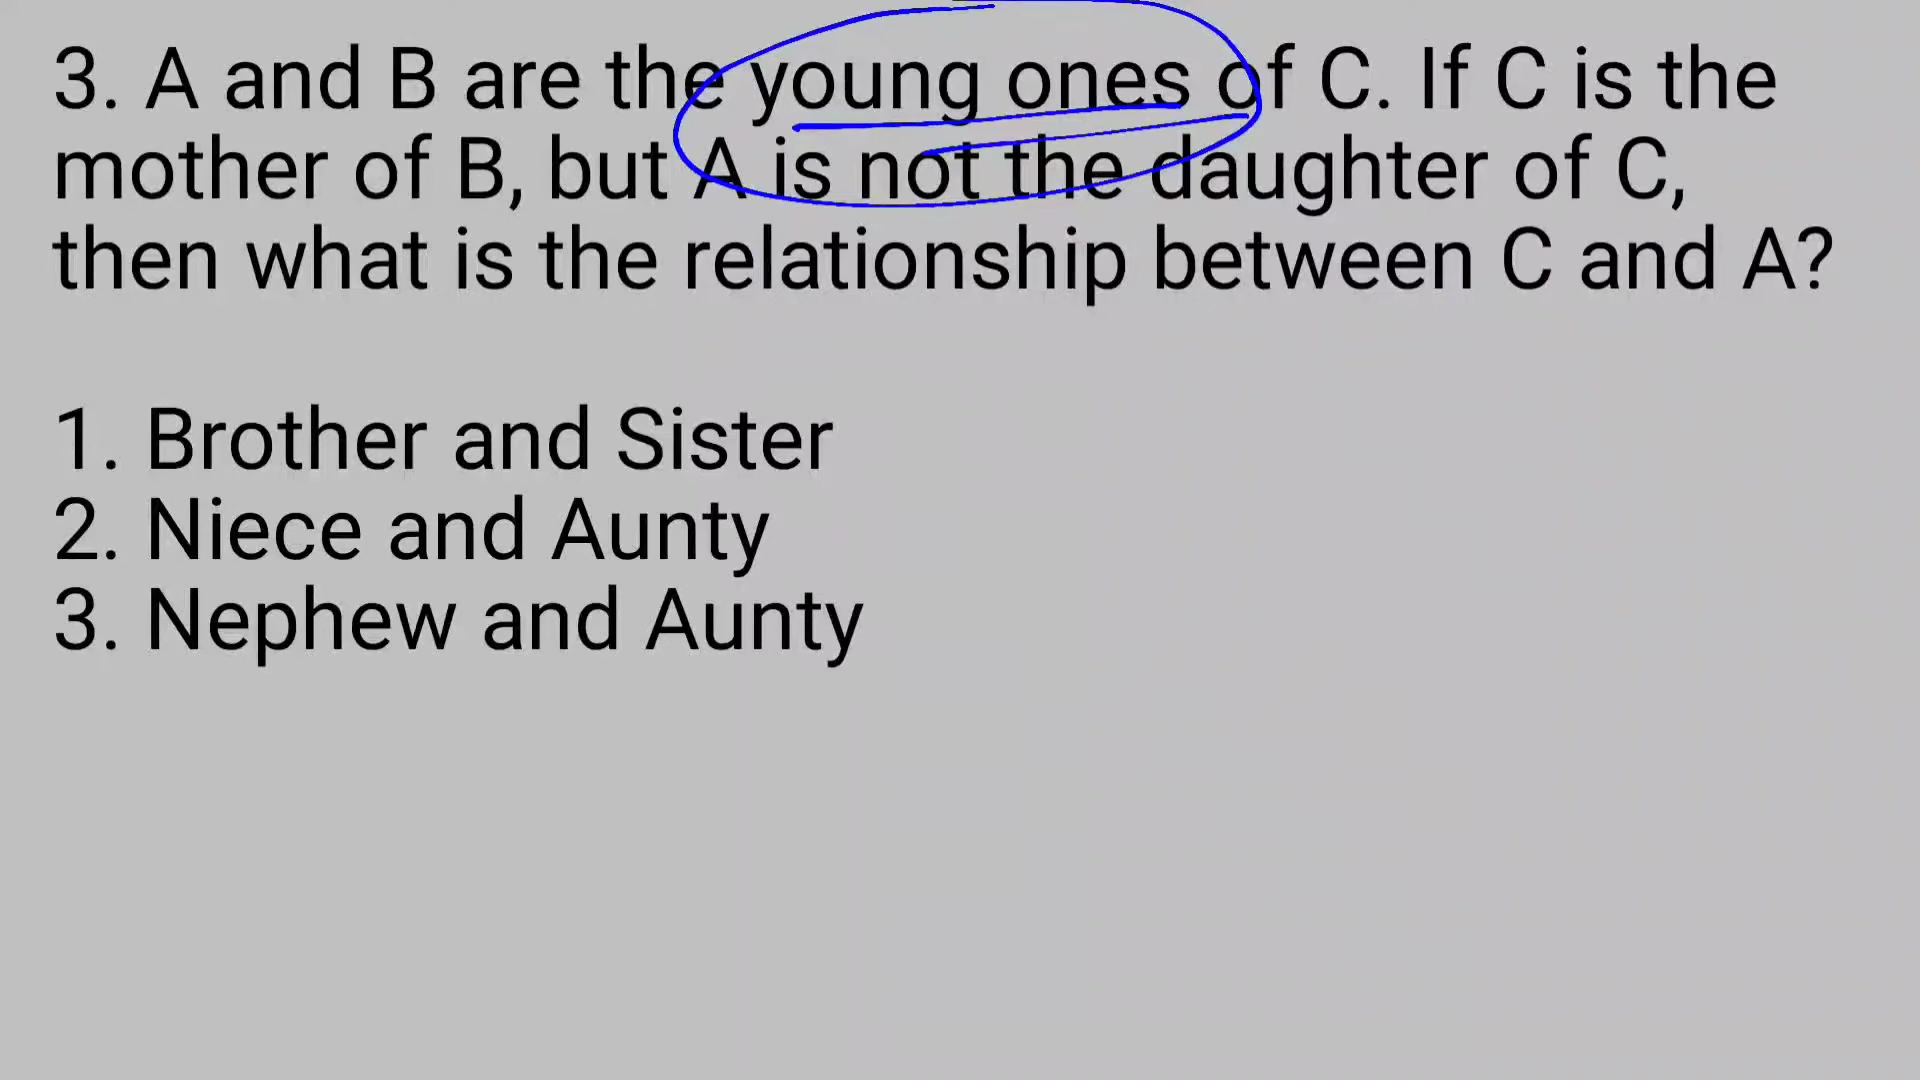 3. A and B are the young ones of C. If C is the
mother of B, but A is not the daughter of C,
then what is the relationship between C and A?
1. Brother and Sister
2. Niece and Aunty
3. Nephew and Aunty